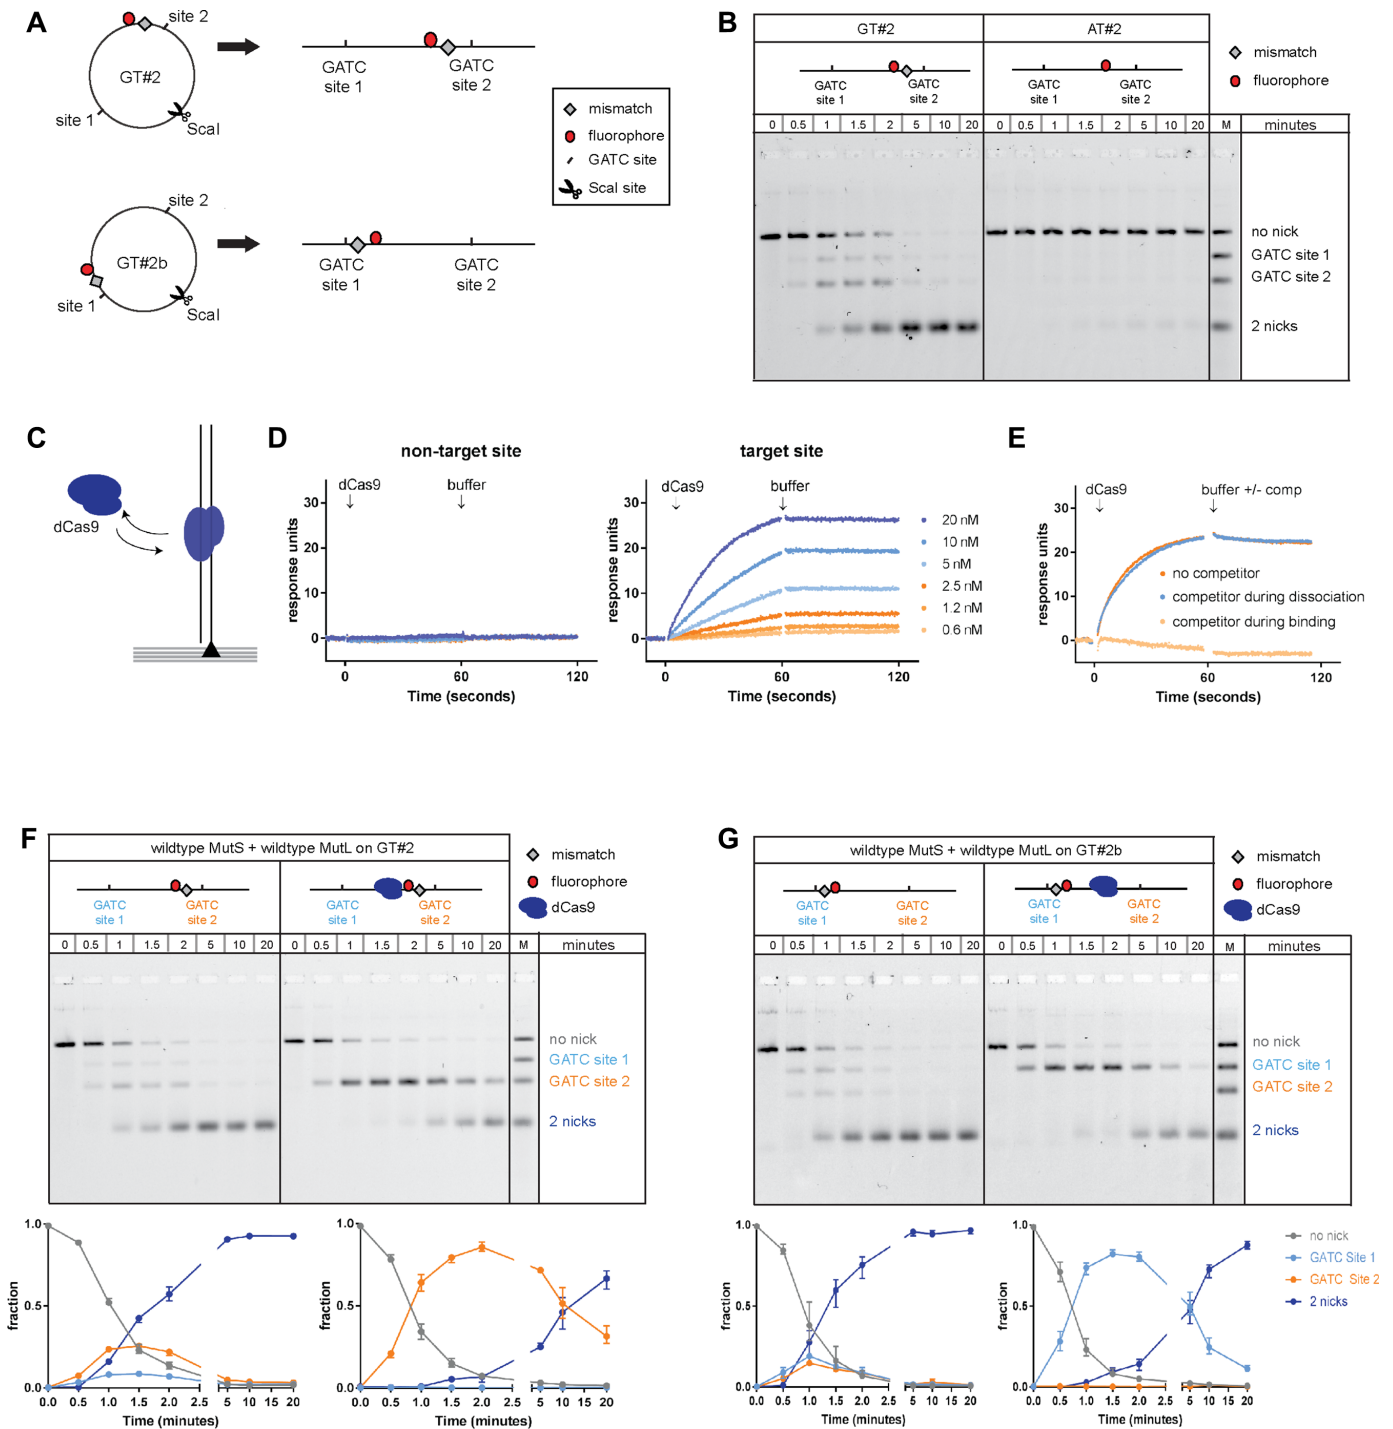 A
site 2
GT#2
site 1
ScaI
GATC
site 1
GATC
site 2
site 2
GT#2b
site 1
ScaI
GATC
site 1
GATC
site 2
mismatch
fluorophore
GATC site
ScaI site
B
GT#2
AT#2
GATC
site 1
GATC
site 2
GATC
site 1
GATC
site 2
mismatch
fluorophore
0 0.5 1 1.5 2 5 10 20 0 0.5 1 1.5 2 5 10 20 M minutes
no nick
GATC site 1
GATC site 2
2 nicks
C
dCas9
D
non-target site
dCas9 buffer
response units
30
20
10
0
0 60 120
Time (seconds)
target site
dCas9 buffer
response units
30
20
10
0
0 60 120
Time (seconds)
20 nM
10 nM
5 nM
2.5 nM
1.2 nM
0.6 nM
E
dCas9 buffer +/- comp
response units
30
20
10
0
no competitor
competitor during dissociation
competitor during binding
0 60 120
Time (seconds)
F
wildtype MutS + wildtype MutL on GT#2
GATC
site 1
GATC
site 2
GATC
site 1
GATC
site 2
mismatch
fluorophore
dCas9
0 0.5 1 1.5 2 5 10 20 0 0.5 1 1.5 2 5 10 20 M minutes
no nick
GATC site 1
GATC site 2
2 nicks
fraction
1.0
0.5
0.0
0.0 0.5 1.0 1.5 2.0 2.5 5 10 15 20
Time (minutes)
fraction
1.0
0.5
0.0
0.0 0.5 1.0 1.5 2.0 2.5 5 10 15 20
Time (minutes)
G
wildtype MutS + wildtype MutL on GT#2b
GATC
site 1
GATC
site 2
GATC
site 1
GATC
site 2
mismatch
fluorophore
dCas9
0 0.5 1 1.5 2 5 10 20 0 0.5 1 1.5 2 5 10 20 M minutes
no nick
GATC site 1
GATC site 2
2 nicks
fraction
1.0
0.5
0.0
0.0 0.5 1.0 1.5 2.0 2.5 5 10 15 20
Time (minutes)
fraction
1.0
0.5
0.0
0.0 0.5 1.0 1.5 2.0 2.5 5 10 15 20
Time (minutes)
no nick
GATC Site 1
GATC Site 2
2 nicks